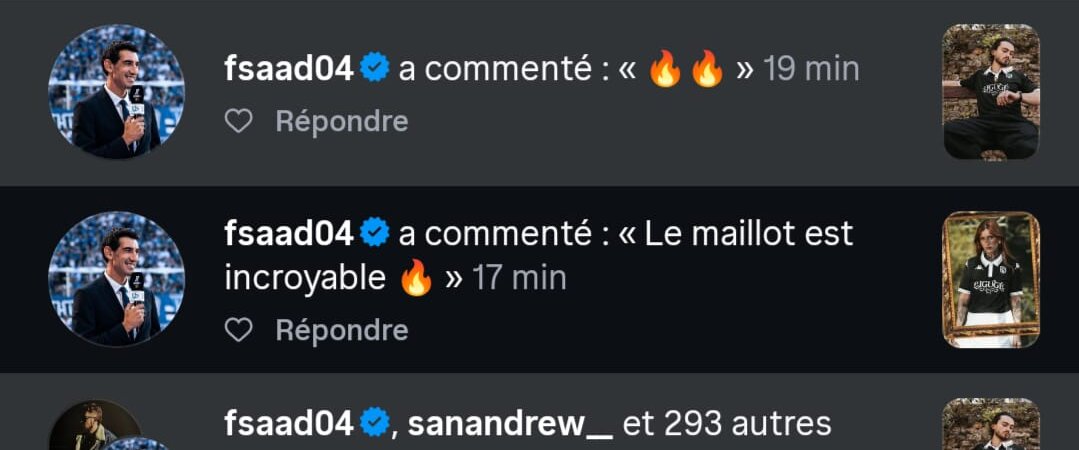 fsaad04 a commenté : « 🔥🔥 » 19 min
Répondre
fsaad04 a commenté : « Le maillot est
incroyable 🔥 » 17 min
Répondre
fsaad04, sanandrew__ et 293 autres